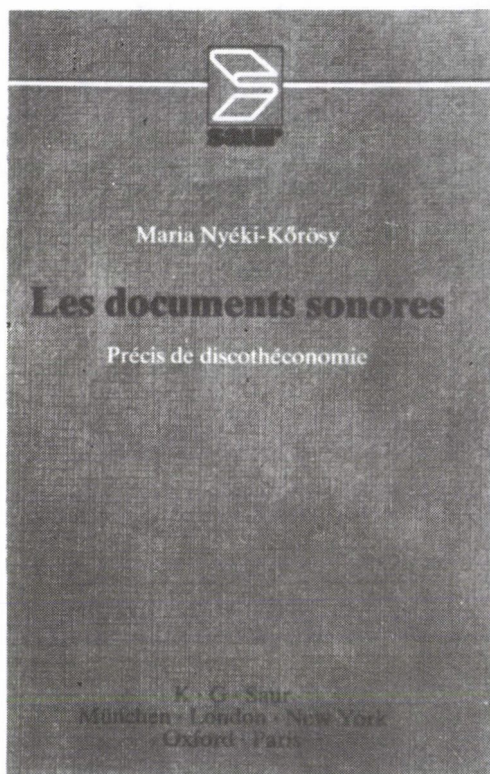 saur
Maria Nyéki-Kőrösy
Les documents sonores
Précis de discothéconomie
K · G · Saur
München · London · New York
Oxford · Paris